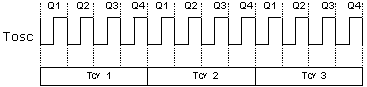 Q1 Q2 Q3 Q4 Q1 Q2 Q3 Q4 Q1 Q2 Q3 Q4
Tosc
Tcy 1 Tcy 2 Tcy 3